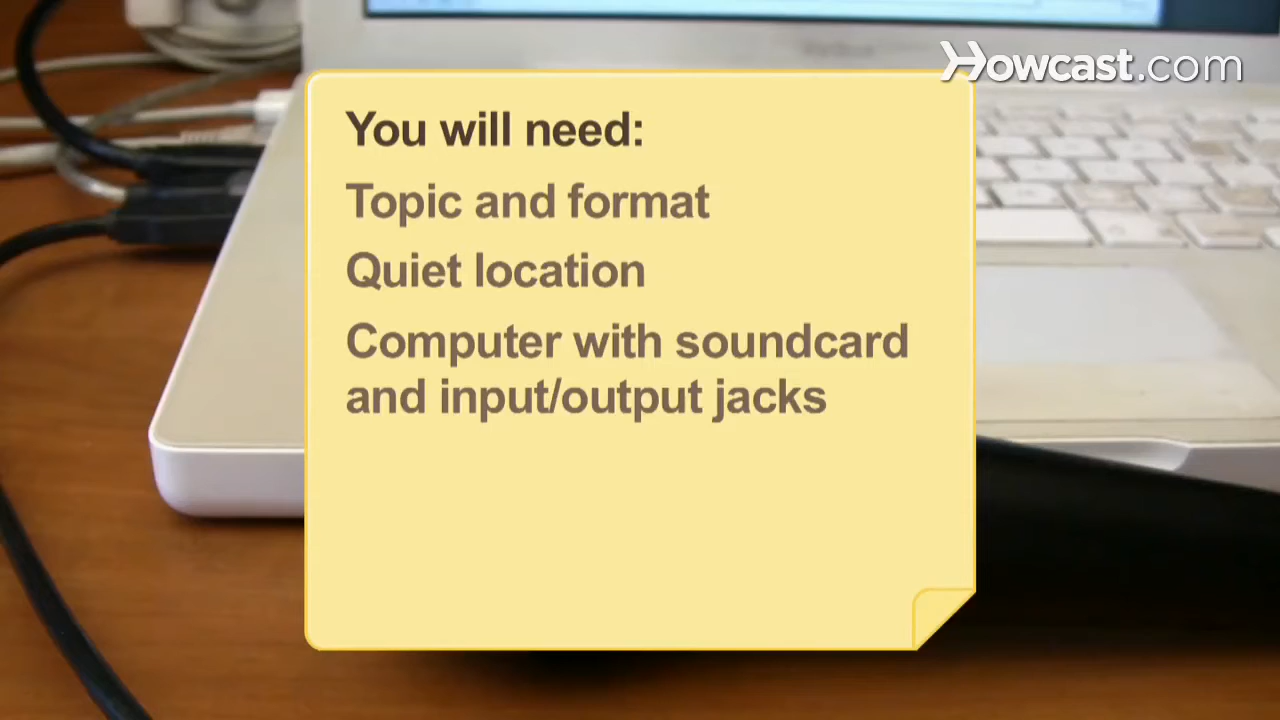 Howcast.com
You will need:
Topic and format
Quiet location
Computer with soundcard
and input/output jacks